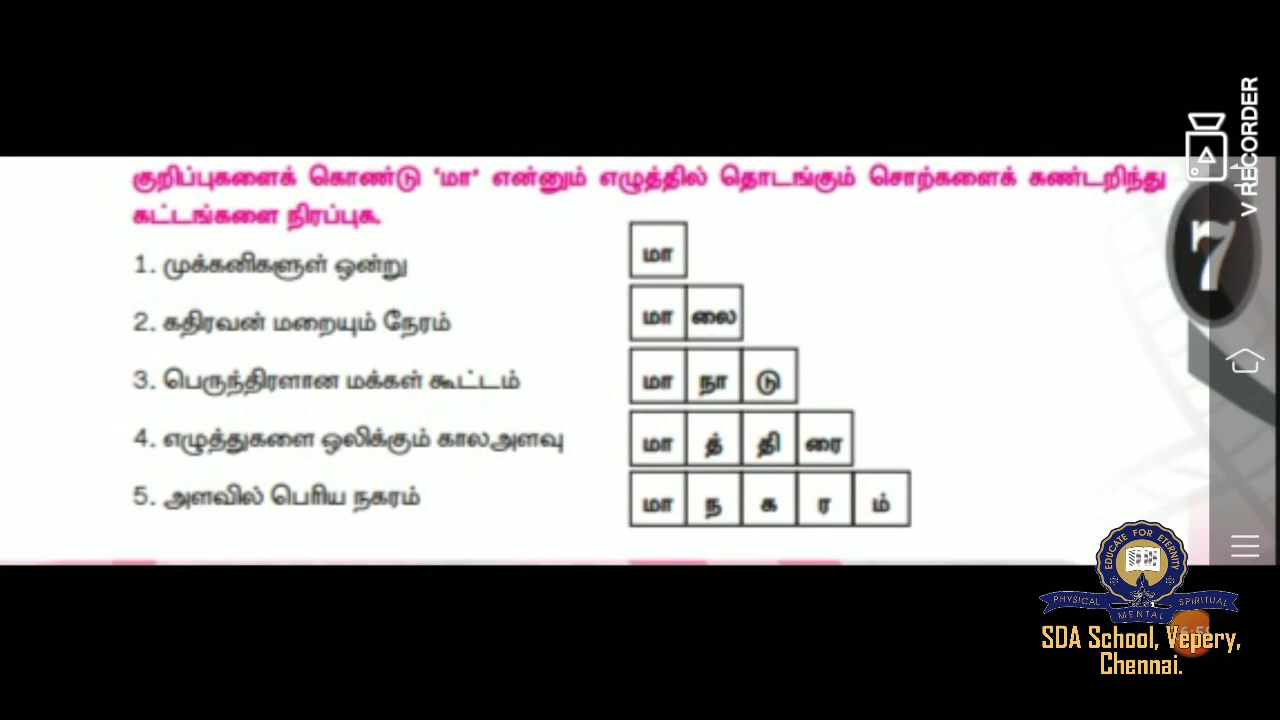 குறிப்புகளைக் கொண்டு 'மா' என்னும் எழுத்தில் தொடங்கும் சொற்களைக் கண்டறிந்து
கட்டங்களை நிரப்புக.
1. முக்கனிகளுள் ஒன்று
மா
2. கதிரவன் மறையும் நேரம்
மா லை
3. பெருந்திரளான மக்கள் கூட்டம்
மா நா டு
4. எழுத்துகளை ஒலிக்கும் காலஅளவு
மா த் தி ரை
5. அளவில் பெரிய நகரம்
மா ந க ர ம்
7
V RECORDER
EDUCATE FOR ETERNITY
PHYSICAL MENTAL SPIRITUAL
SDA School, Vepery,
Chennai.